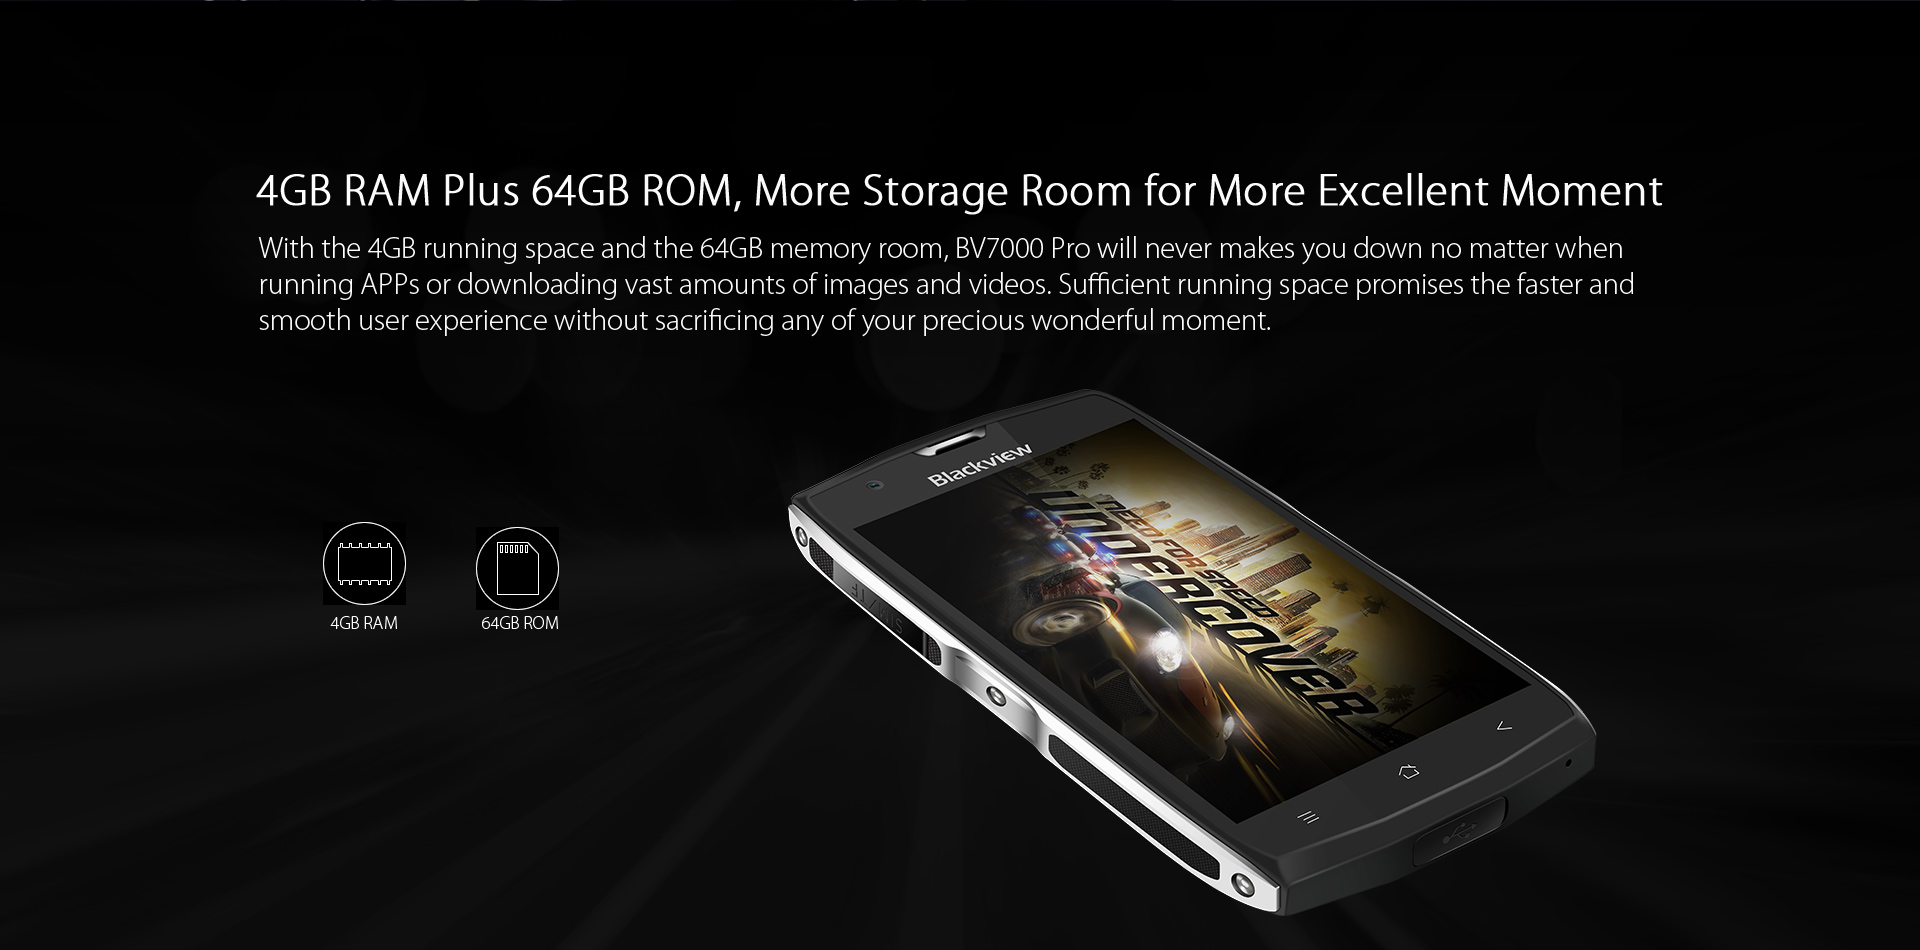 4GB RAM Plus 64GB ROM, More Storage Room for More Excellent Moment
With the 4GB running space and the 64GB memory room, BV7000 Pro will never makes you down no matter when
running APPs or downloading vast amounts of images and videos. Sufficient running space promises the faster and
smooth user experience without sacrificing any of your precious wonderful moment.
Blackview
NEED FOR SPEED
UNDERCOVER
4GB RAM
64GB ROM